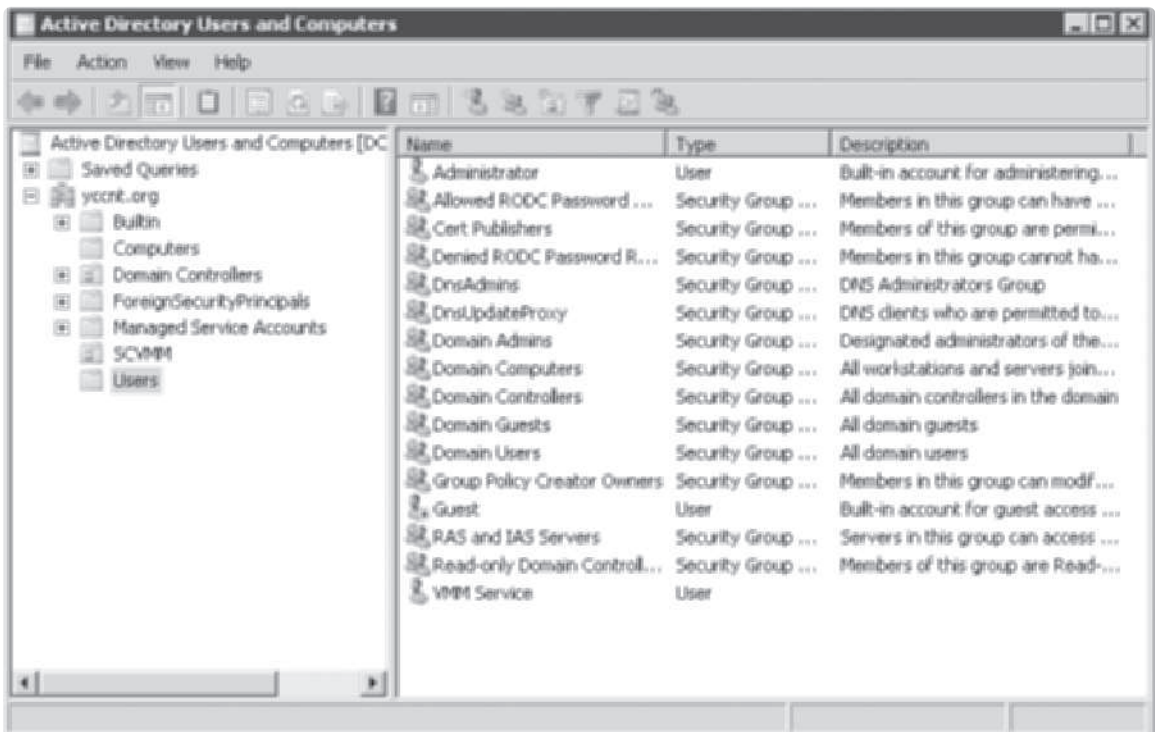 Active Directory Users and Computers
File Action View Help
Active Directory Users and Computers [DC
Saved Queries
yccnt.org
Builtin
Computers
Domain Controllers
ForeignSecurityPrincipals
Managed Service Accounts
SCVMM
Users
Name Type Description
Administrator User Built-in account for administering...
Allowed RODC Password ... Security Group ... Members in this group can have ...
Cert Publishers Security Group ... Members of this group are permi...
Denied RODC Password R... Security Group ... Members in this group cannot ha...
DnsAdmins Security Group ... DNS Administrators Group
DnsUpdateProxy Security Group ... DNS clients who are permitted to...
Domain Admins Security Group ... Designated administrators of the...
Domain Computers Security Group ... All workstations and servers join...
Domain Controllers Security Group ... All domain controllers in the domain
Domain Guests Security Group ... All domain guests
Domain Users Security Group ... All domain users
Group Policy Creator Owners Security Group ... Members in this group can modif...
Guest User Built-in account for guest access ...
RAS and IAS Servers Security Group ... Servers in this group can access ...
Read-only Domain Controll... Security Group ... Members of this group are Read-...
VMM Service User